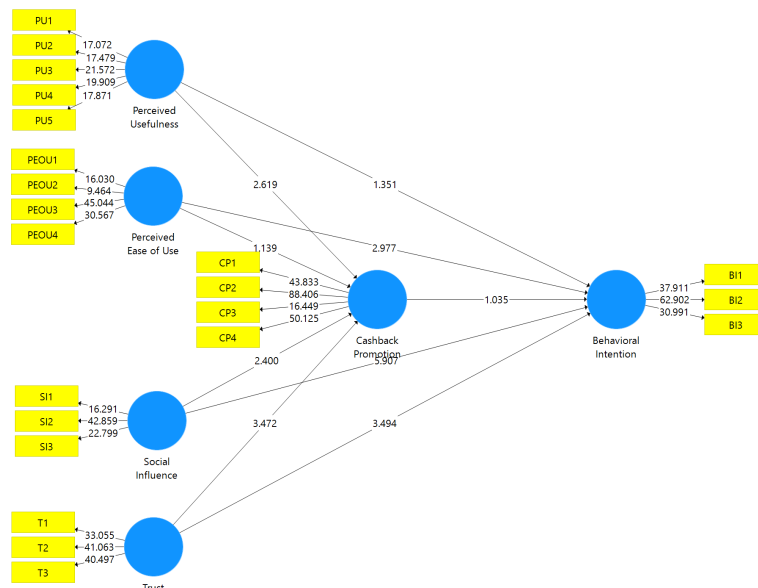 PU1
PU2
PU3
PU4
PU5
17.072
17.479
21.572
19.909
17.871
Perceived
Usefulness
PEOU1
PEOU2
PEOU3
PEOU4
16.030
9.464
45.044
30.567
Perceived
Ease of Use
2.619
1.351
1.139
2.977
CP1
CP2
CP3
CP4
43.833
88.406
16.449
50.125
Cashback
Promotion
1.035
BI1
BI2
BI3
37.911
62.902
30.991
Behavioral
Intention
SI1
SI2
SI3
16.291
42.859
22.799
Social
Influence
2.400
5.907
3.472
3.494
T1
T2
T3
33.055
41.063
40.497
Trust